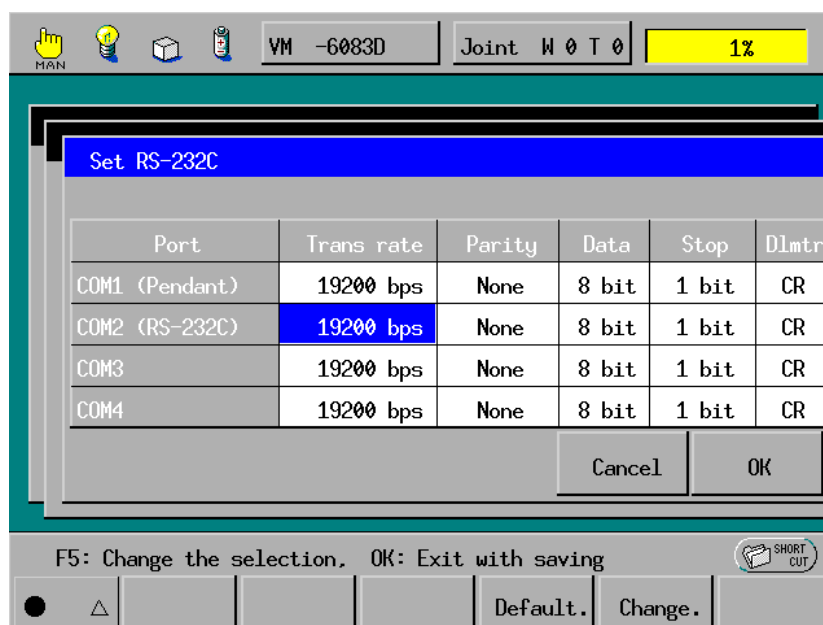 MAN
VM -6083D
Joint W 0 T 0
1%
Set RS-232C
Port Trans rate Parity Data Stop Dlmtr
COM1 (Pendant) 19200 bps None 8 bit 1 bit CR
COM2 (RS-232C) 19200 bps None 8 bit 1 bit CR
COM3 19200 bps None 8 bit 1 bit CR
COM4 19200 bps None 8 bit 1 bit CR
Cancel OK
F5: Change the selection, OK: Exit with saving
SHORT
CUT
Default. Change.